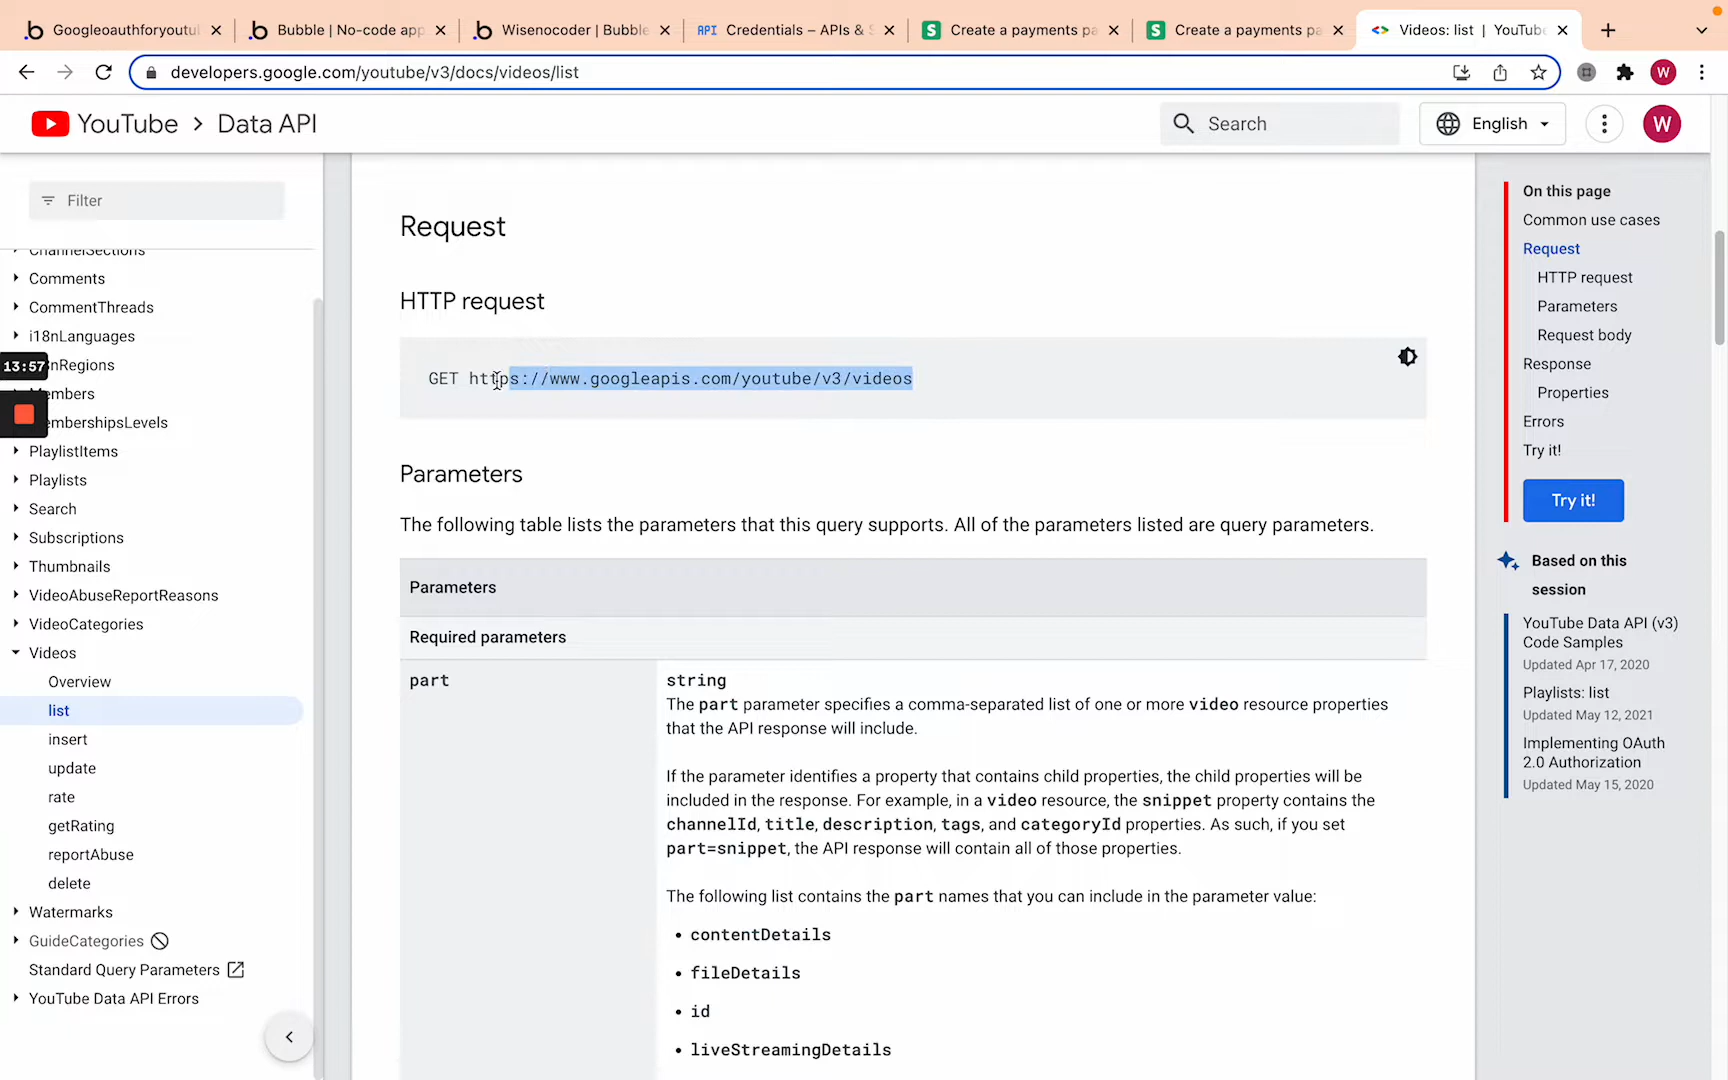 Googleoauthforyoutu
Bubble | No-code app
Wisenocoder | Bubble
API Credentials – APIs &
S Create a payments pa
S Create a payments pa
Videos: list | YouTube
developers.google.com/youtube/v3/docs/videos/list
W
YouTube > Data API
Search
English
W
Filter
ChannelSections
Comments
CommentThreads
i18nLanguages
13:57
nRegions
Members
embershipsLevels
PlaylistItems
Playlists
Search
Subscriptions
Thumbnails
VideoAbuseReportReasons
VideoCategories
Videos
Overview
list
insert
update
rate
getRating
reportAbuse
delete
Watermarks
GuideCategories
Standard Query Parameters
YouTube Data API Errors
Request
HTTP request
GET https://www.googleapis.com/youtube/v3/videos
Parameters
The following table lists the parameters that this query supports. All of the parameters listed are query parameters.
Parameters
Required parameters
part
string
The part parameter specifies a comma-separated list of one or more video resource properties
that the API response will include.
If the parameter identifies a property that contains child properties, the child properties will be
included in the response. For example, in a video resource, the snippet property contains the
channelId, title, description, tags, and categoryId properties. As such, if you set
part=snippet, the API response will contain all of those properties.
The following list contains the part names that you can include in the parameter value:
• contentDetails
• fileDetails
• id
• liveStreamingDetails
On this page
Common use cases
Request
HTTP request
Parameters
Request body
Response
Properties
Errors
Try it!
Try it!
Based on this
session
YouTube Data API (v3)
Code Samples
Updated Apr 17, 2020
Playlists: list
Updated May 12, 2021
Implementing OAuth
2.0 Authorization
Updated May 15, 2020